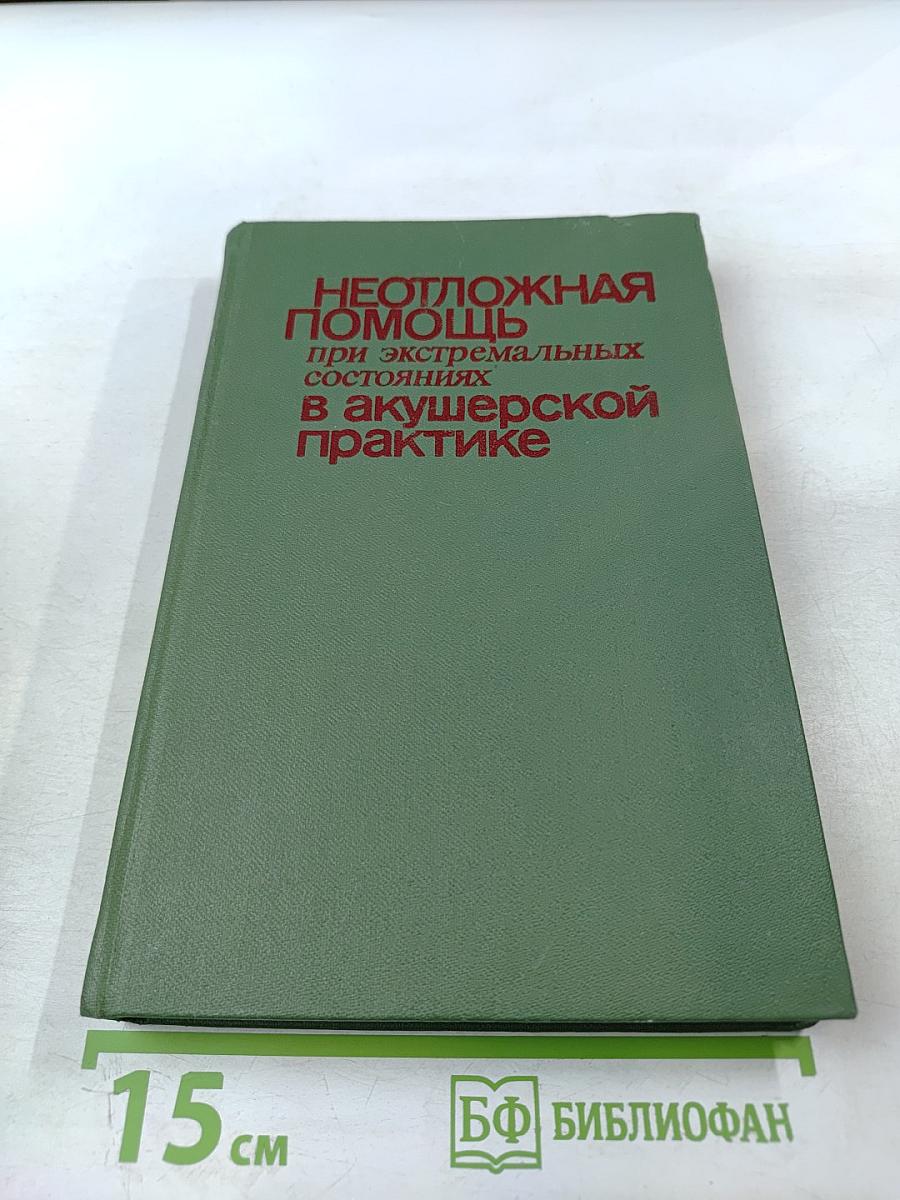 НЕОТЛОЖНАЯ
ПОМОЩЬ
при экстремальных
состояниях
в акушерской
практике
15 см
БФ БИБЛИОФАН